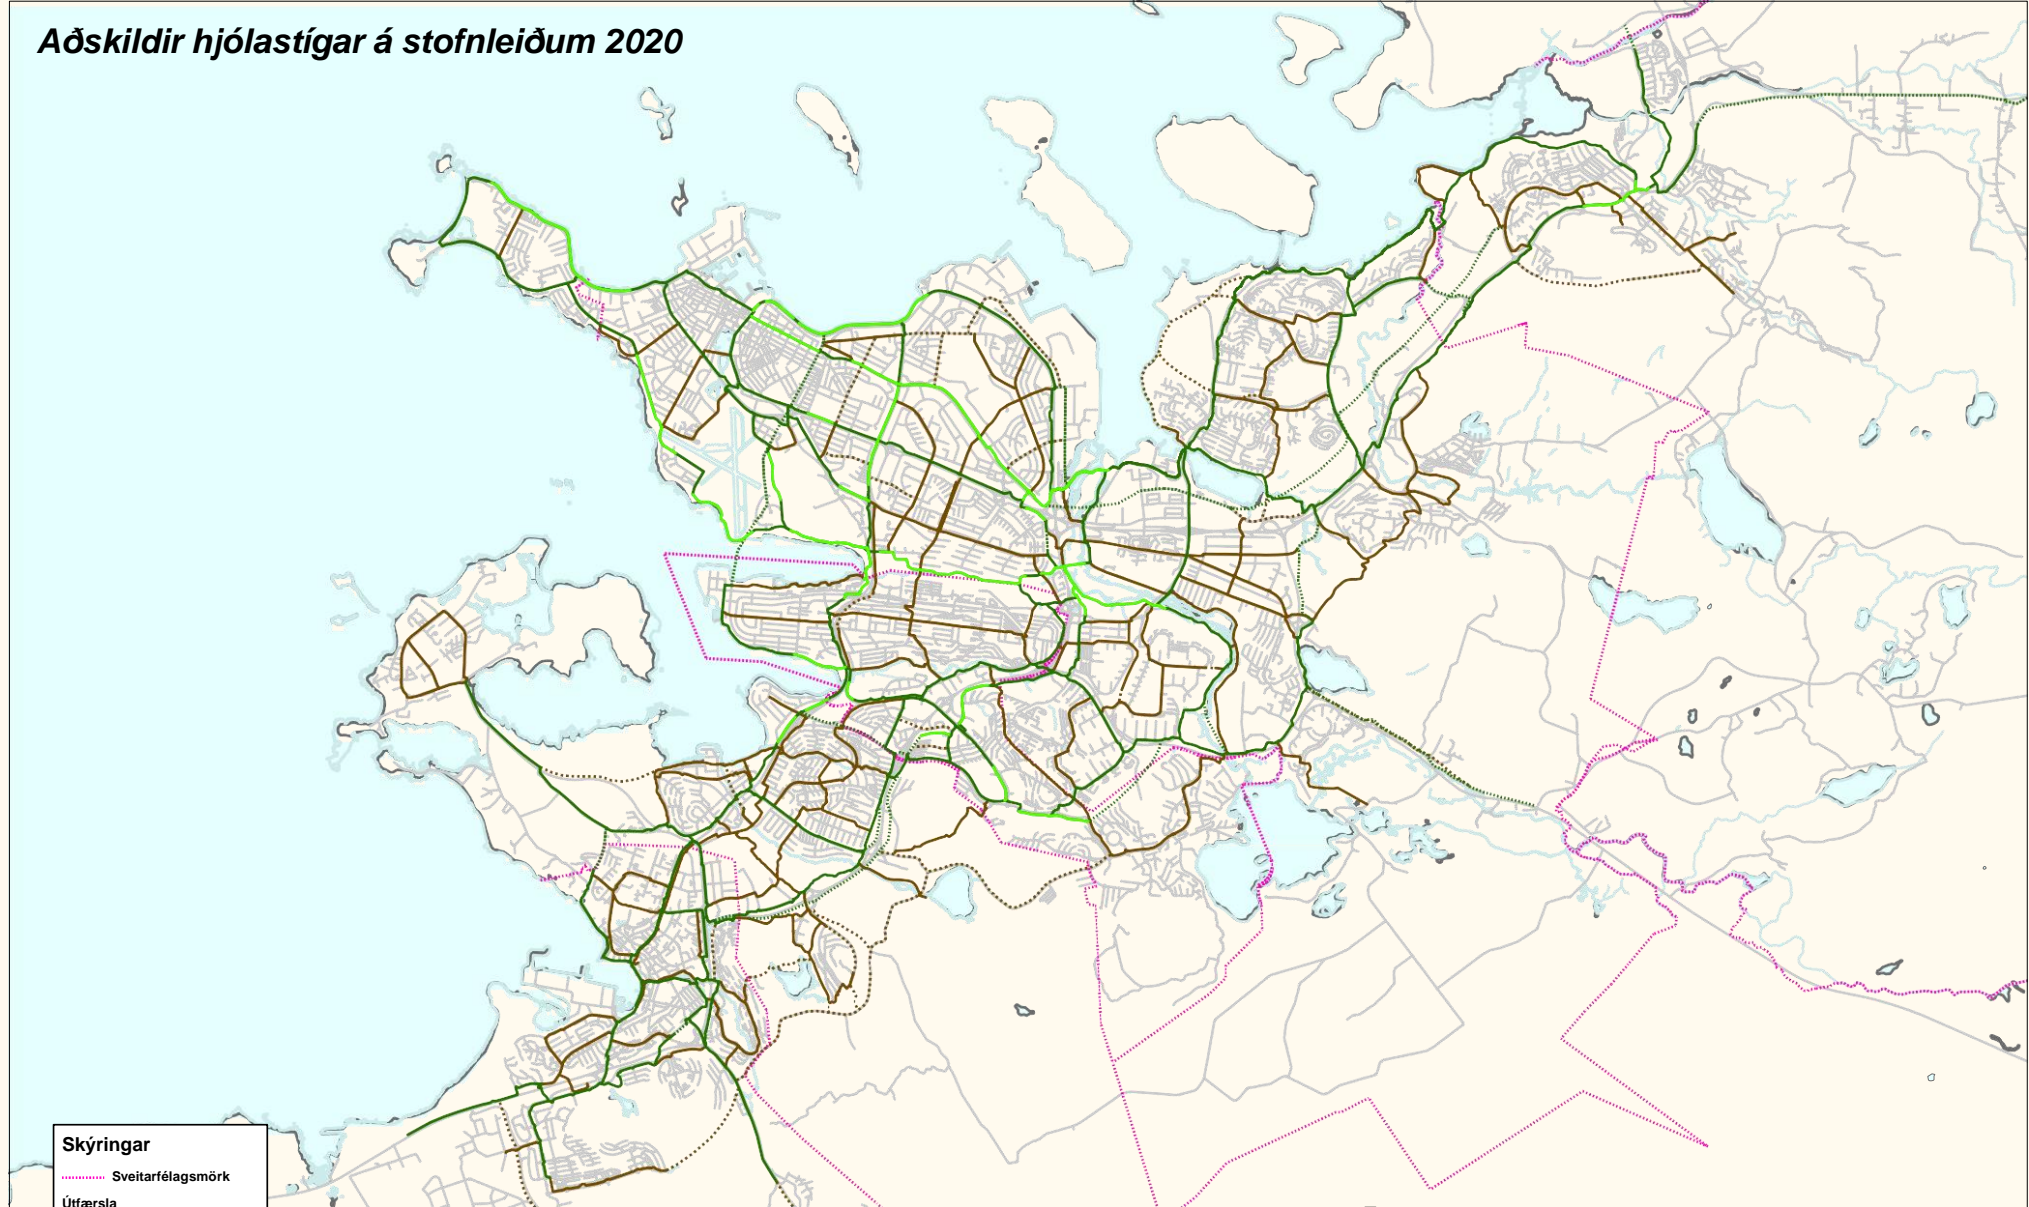 Aðskildir hjólastígar á stofnleiðum 2020
Skýringar
Sveitarfélagsmörk
Útfærsla